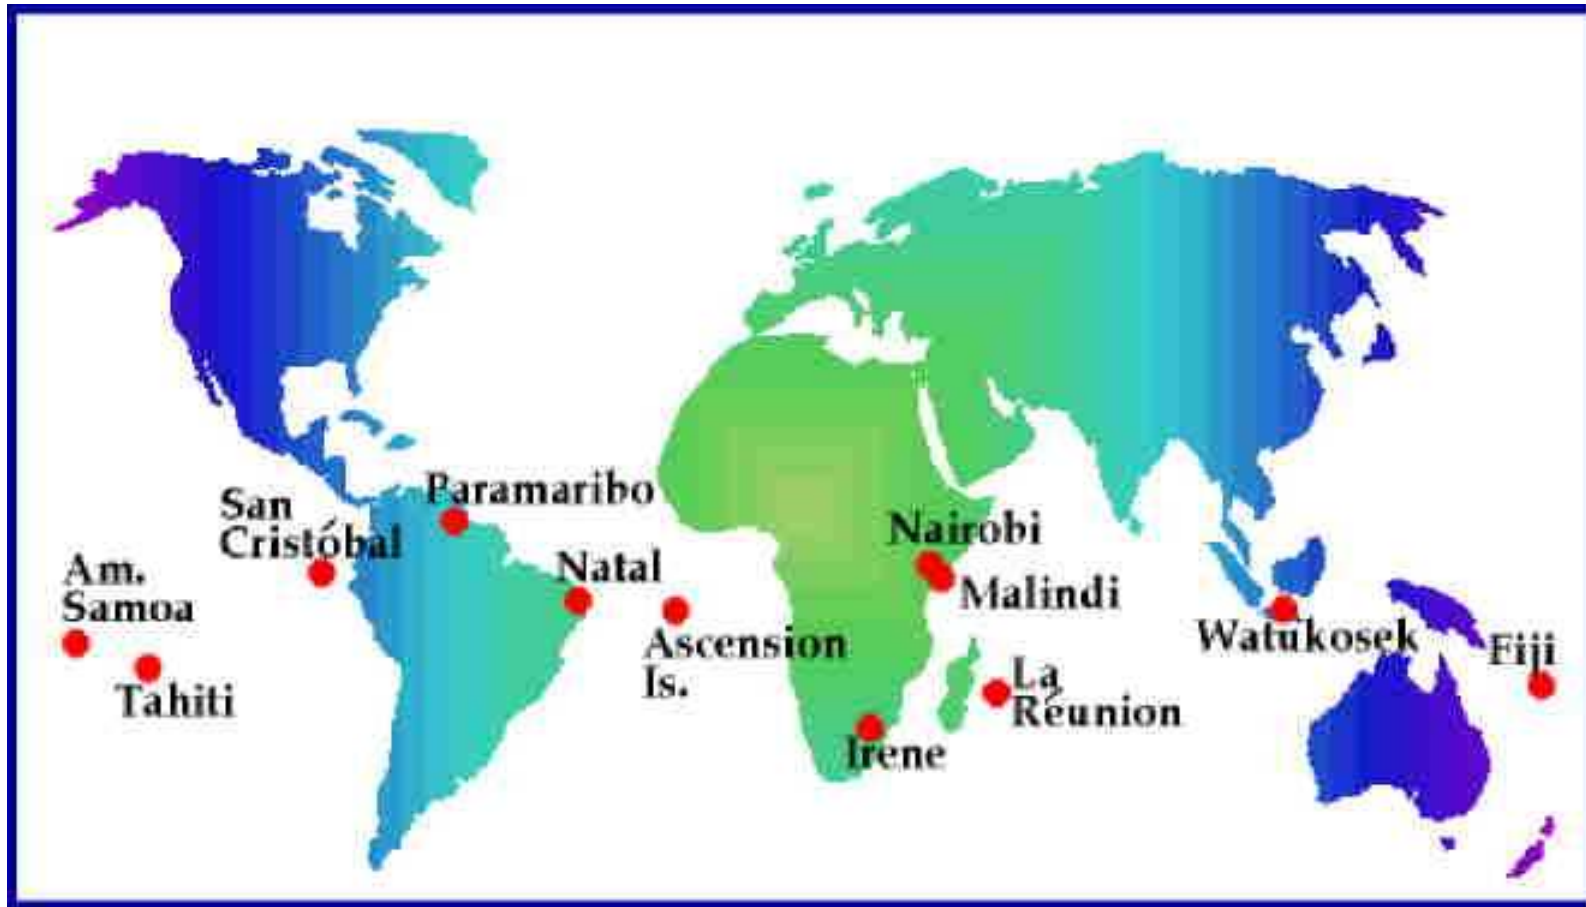 Paramaribo
San
Cristóbal
Nairobi
Am.
Samoa
Natal
Malindi
Ascension
Is.
Watukosek
Fiji
Tahiti
La
Réunion
Irene